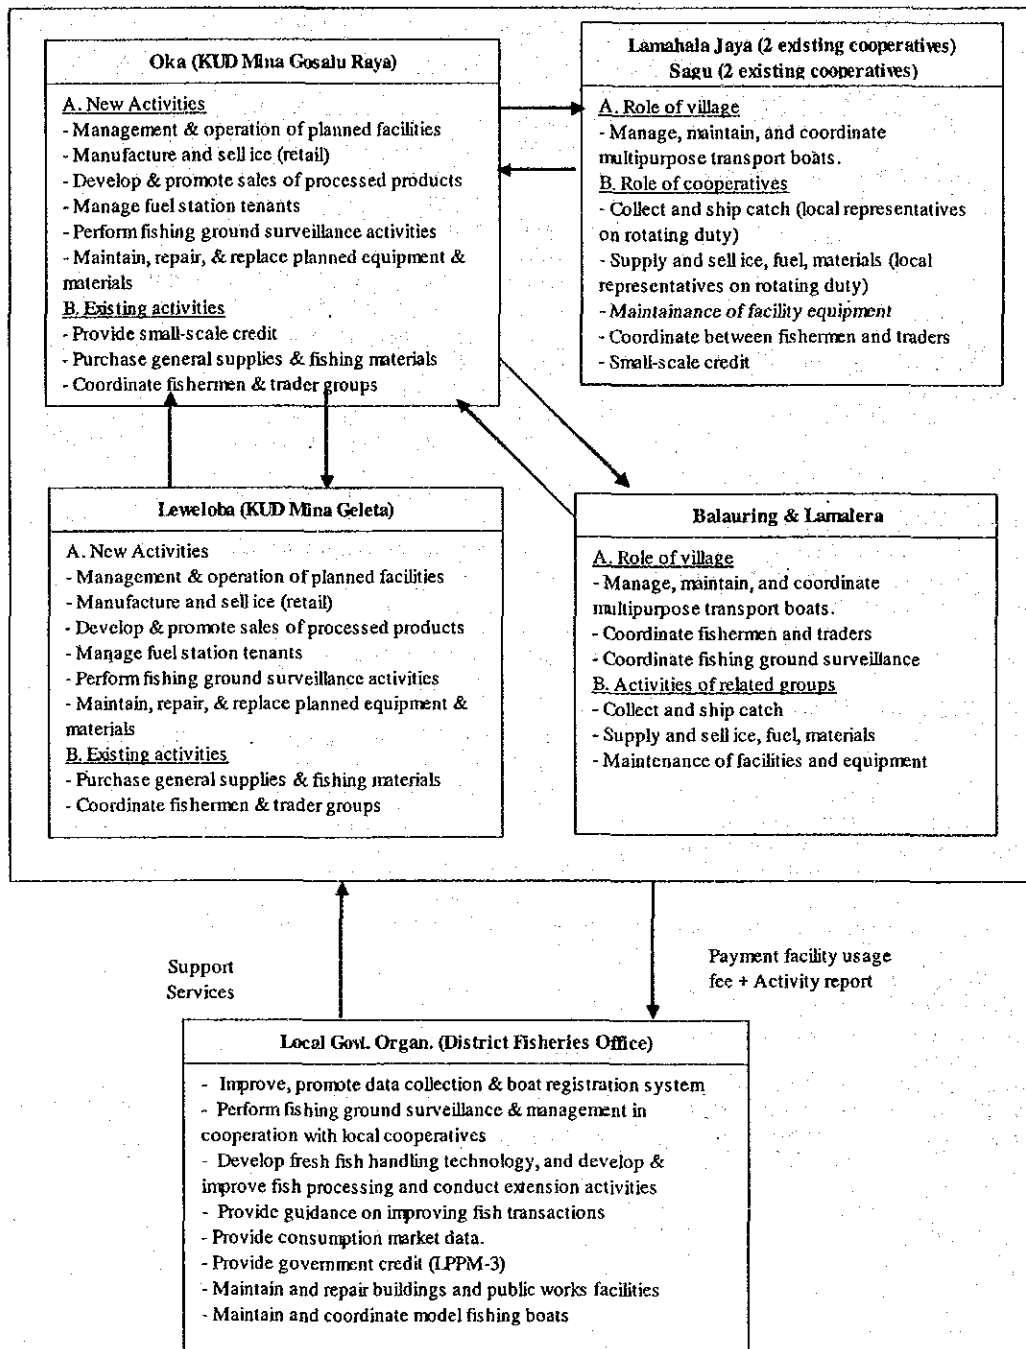 Oka (KUD Mina Gosalu Raya)
A. New Activities
- Management & operation of planned facilities
- Manufacture and sell ice (retail)
- Develop & promote sales of processed products
- Manage fuel station tenants
- Perform fishing ground surveillance activities
- Maintain, repair, & replace planned equipment &
materials
B. Existing activities
- Provide small-scale credit
- Purchase general supplies & fishing materials
- Coordinate fishermen & trader groups
Lamahala Jaya (2 existing cooperatives)
Sagu (2 existing cooperatives)
A. Role of village
- Manage, maintain, and coordinate
multipurpose transport boats.
B. Role of cooperatives
- Collect and ship catch (local representatives
on rotating duty)
- Supply and sell ice, fuel, materials (local
representatives on rotating duty)
- Maintainance of facility equipment
- Coordinate between fishermen and traders
- Small-scale credit
Leweloba (KUD Mina Geleta)
A. New Activities
- Management & operation of planned facilities
- Manufacture and sell ice (retail)
- Develop & promote sales of processed products
- Manage fuel station tenants
- Perform fishing ground surveillance activities
- Maintain, repair, & replace planned equipment &
materials
B. Existing activities
- Purchase general supplies & fishing materials
- Coordinate fishermen & trader groups
Balauring & Lamalera
A. Role of village
- Manage, maintain, and coordinate
multipurpose transport boats.
- Coordinate fishermen and traders
- Coordinate fishing ground surveillance
B. Activities of related groups
- Collect and ship catch
- Supply and sell ice, fuel, materials
- Maintenance of facilities and equipment
Support
Services
Payment facility usage
fee + Activity report
Local Govt. Organ. (District Fisheries Office)
- Improve, promote data collection & boat registration system
- Perform fishing ground surveillance & management in
cooperation with local cooperatives
- Develop fresh fish handling technology, and develop &
improve fish processing and conduct extension activities
- Provide guidance on improving fish transactions
- Provide consumption market data.
- Provide government credit (LPPM-3)
- Maintain and repair buildings and public works facilities
- Maintain and coordinate model fishing boats